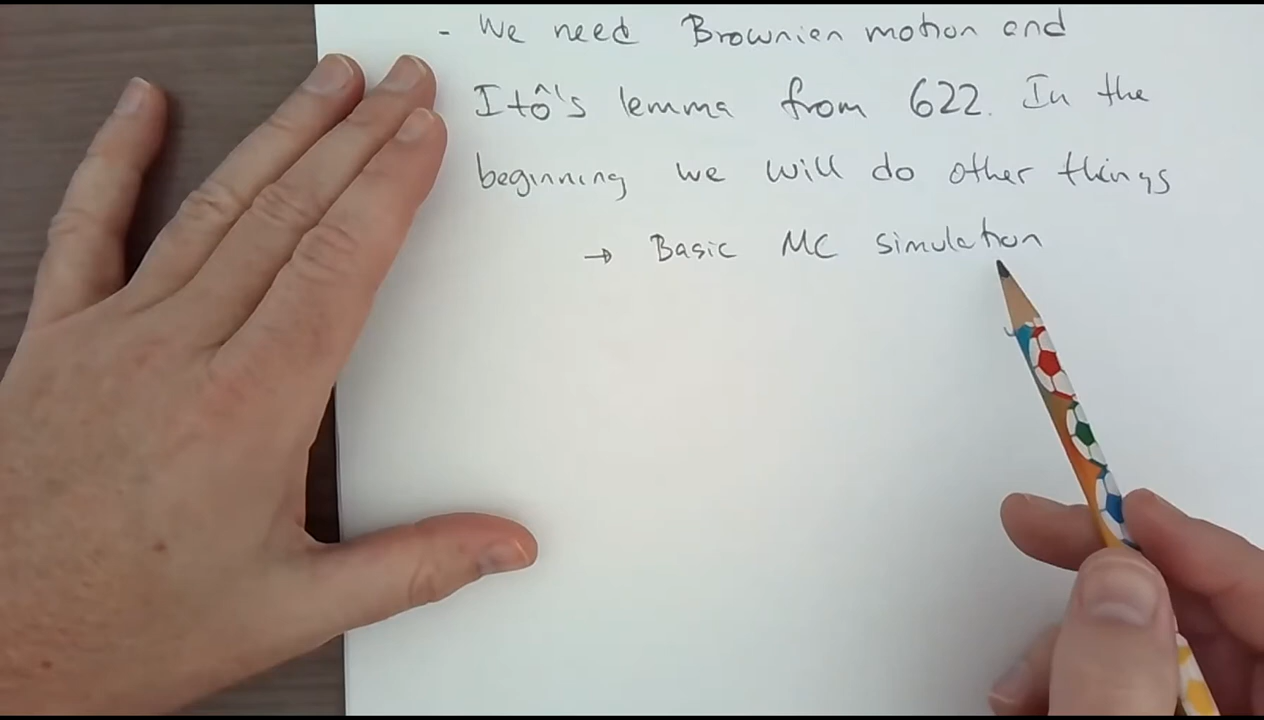 - We need Brownian motion and
Itô's lemma from 622. In the
beginning we will do other things
→ Basic MC simulation